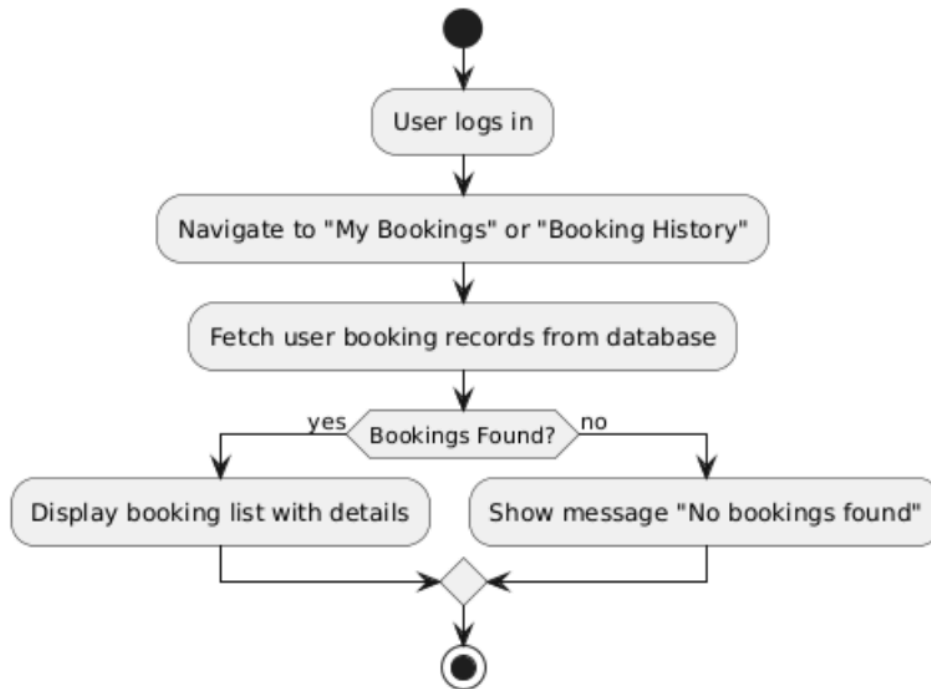 User logs in
Navigate to "My Bookings" or "Booking History"
Fetch user booking records from database
yes
Bookings Found?
no
Display booking list with details
Show message "No bookings found"